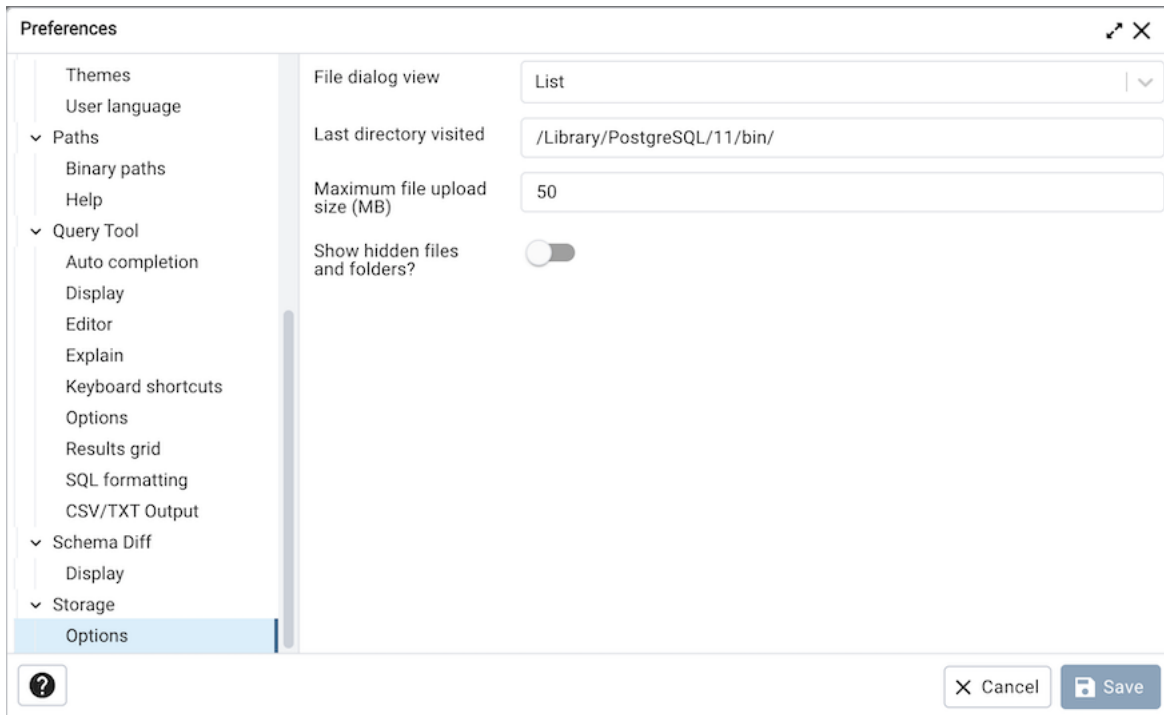 Preferences
Themes
User language
Paths
Binary paths
Help
Query Tool
Auto completion
Display
Editor
Explain
Keyboard shortcuts
Options
Results grid
SQL formatting
CSV/TXT Output
Schema Diff
Display
Storage
Options
File dialog view
List
Last directory visited
/Library/PostgreSQL/11/bin/
Maximum file upload
size (MB)
50
Show hidden files
and folders?
?
Cancel
Save